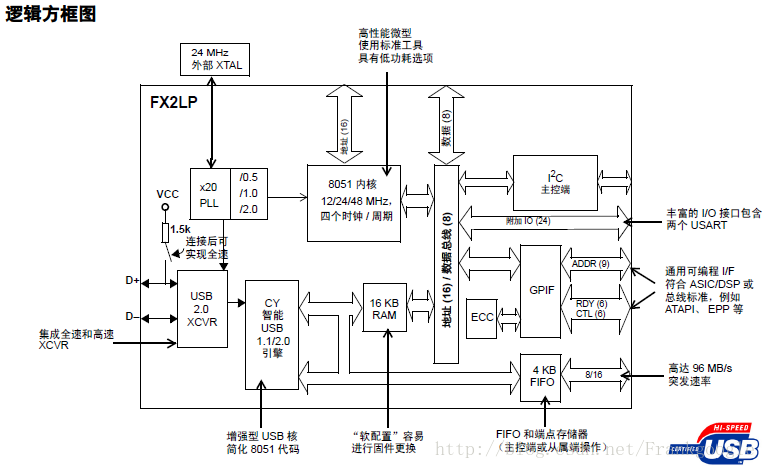 逻辑方框图
24 MHz
外部 XTAL
高性能微型
使用标准工具
具有低功耗选项
FX2LP
地址 (16)
数据 (8)
VCC
x20
PLL
/0.5
/1.0
/2.0
8051 内核
12/24/48 MHz,
四个时钟 / 周期
I2C
主控端
1.5k
连接后可
实现全速
附加 IO (24)
丰富的 I/O 接口包含
两个 USART
地址 (16) / 数据总线 (8)
D+
D–
USB
2.0
XCVR
CY
智能
USB
1.1/2.0
引擎
16 KB
RAM
ECC
GPIF
ADDR (9)
RDY (6)
CTL (6)
通用可编程 I/F
符合 ASIC/DSP 或
总线标准，例如
ATAPI、EPP 等
集成全速和高速
XCVR
4 KB
FIFO
8/16
高达 96 MB/s
突发速率
增强型 USB 核
简化 8051 代码
“软配置”容易
进行固件更换
FIFO 和端点存储器
(主控端或从属端操作)
HI-SPEED
CERTIFIED
USB